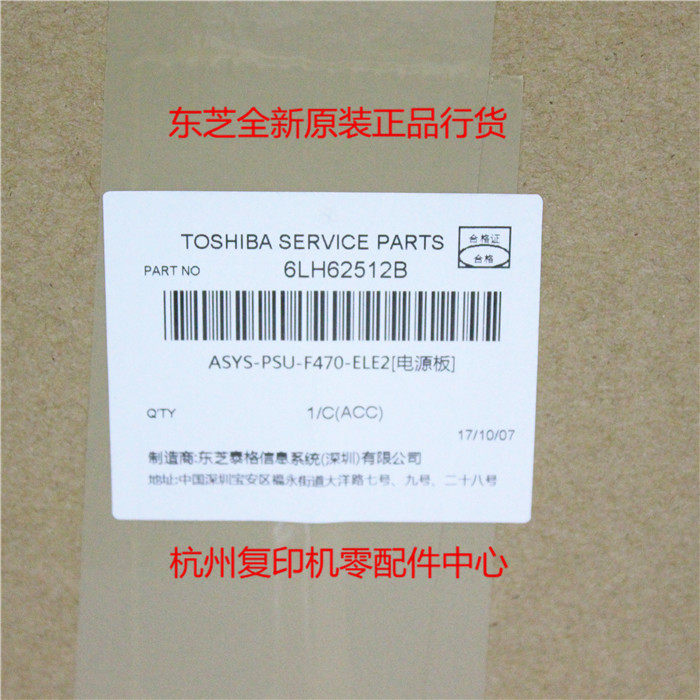 东芝全新原装正品行货
TOSHIBA SERVICE PARTS
合格证
合格
PART NO 6LH62512B
ASYS-PSU-F470-ELE2[电源板]
Q'TY 1/C(ACC)
17/10/07
制造商:东芝泰格信息系统(深圳)有限公司
地址:中国深圳宝安区福永街道大洋路七号、九号、二十八号
杭州复印机零配件中心